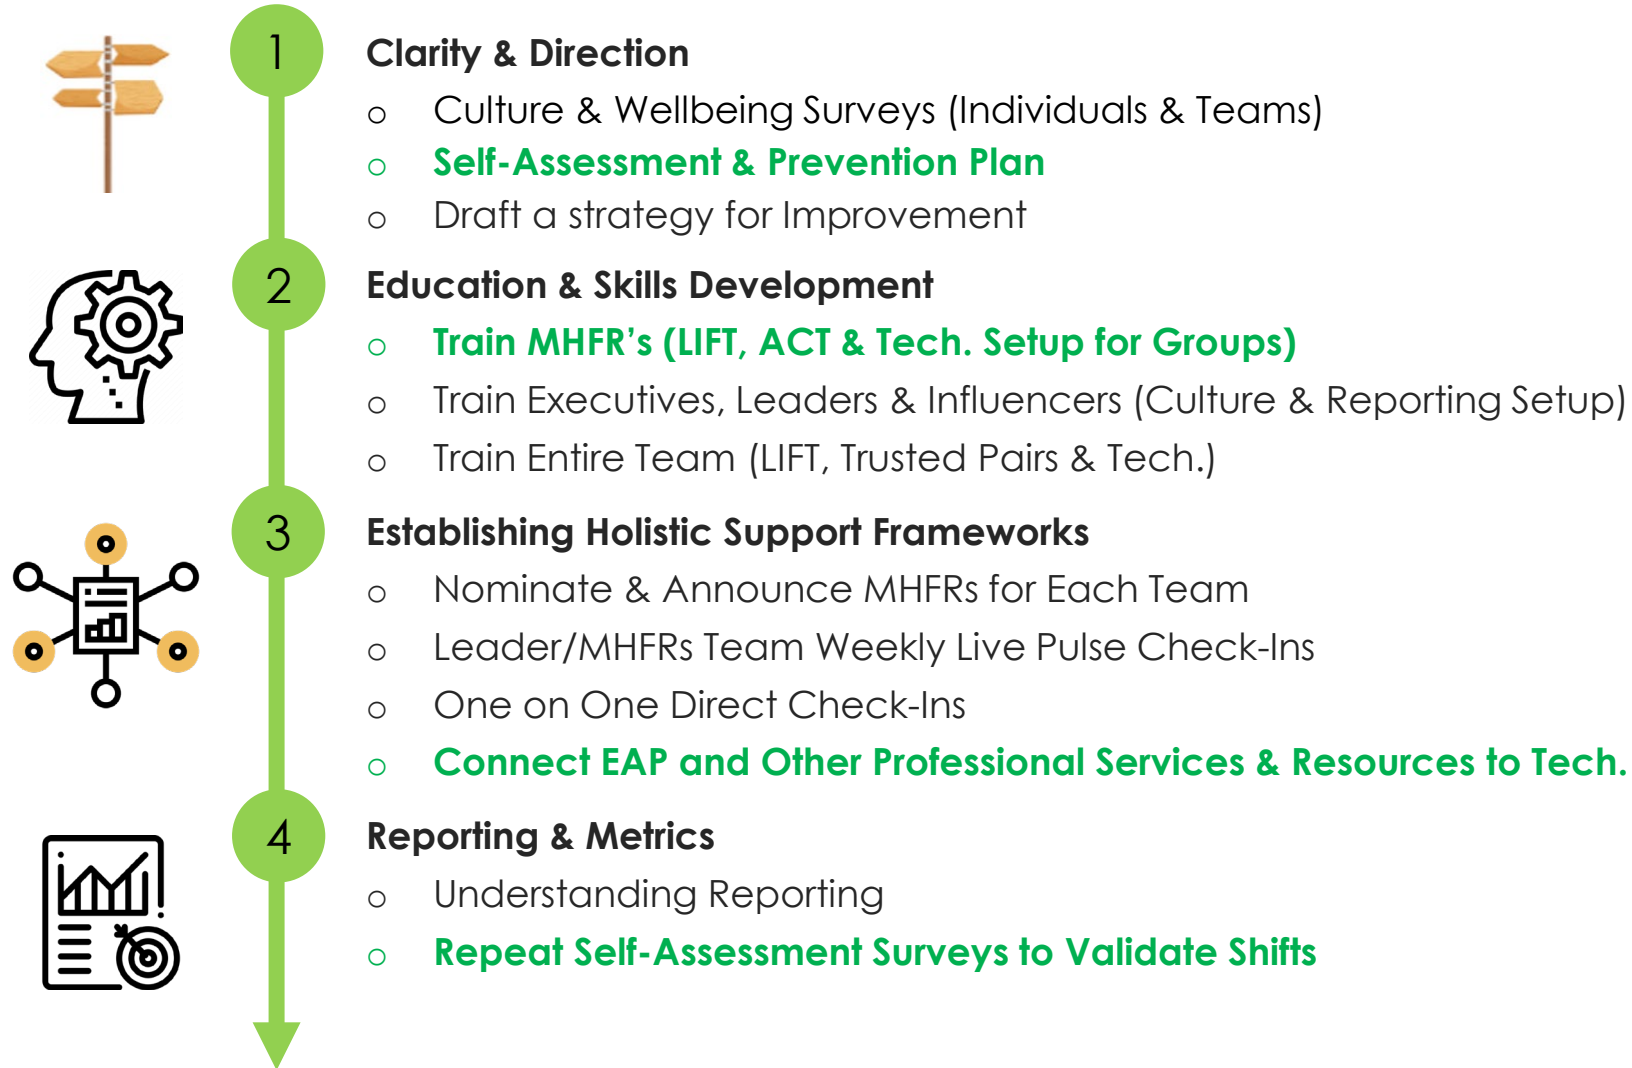 1
Clarity & Direction
o Culture & Wellbeing Surveys (Individuals & Teams)
o Self-Assessment & Prevention Plan
o Draft a strategy for Improvement
2
Education & Skills Development
o Train MHFR’s (LIFT, ACT & Tech. Setup for Groups)
o Train Executives, Leaders & Influencers (Culture & Reporting Setup)
o Train Entire Team (LIFT, Trusted Pairs & Tech.)
3
Establishing Holistic Support Frameworks
o Nominate & Announce MHFRs for Each Team
o Leader/MHFRs Team Weekly Live Pulse Check-Ins
o One on One Direct Check-Ins
o Connect EAP and Other Professional Services & Resources to Tech.
4
Reporting & Metrics
o Understanding Reporting
o Repeat Self-Assessment Surveys to Validate Shifts